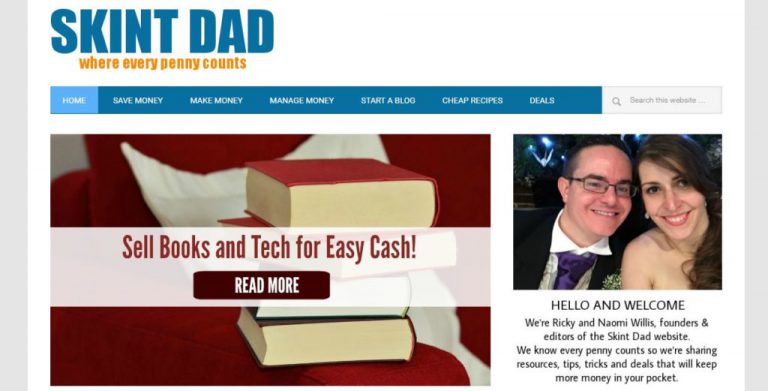 SKINT DAD
where every penny counts
HOME SAVE MONEY MAKE MONEY MANAGE MONEY START A BLOG CHEAP RECIPES DEALS Search this website ...
Sell Books and Tech for Easy Cash!
READ MORE
HELLO AND WELCOME
We're Ricky and Naomi Willis, founders &
editors of the Skint Dad website.
We know every penny counts so we're sharing
resources, tips, tricks and deals that will keep
more money in your pocket.